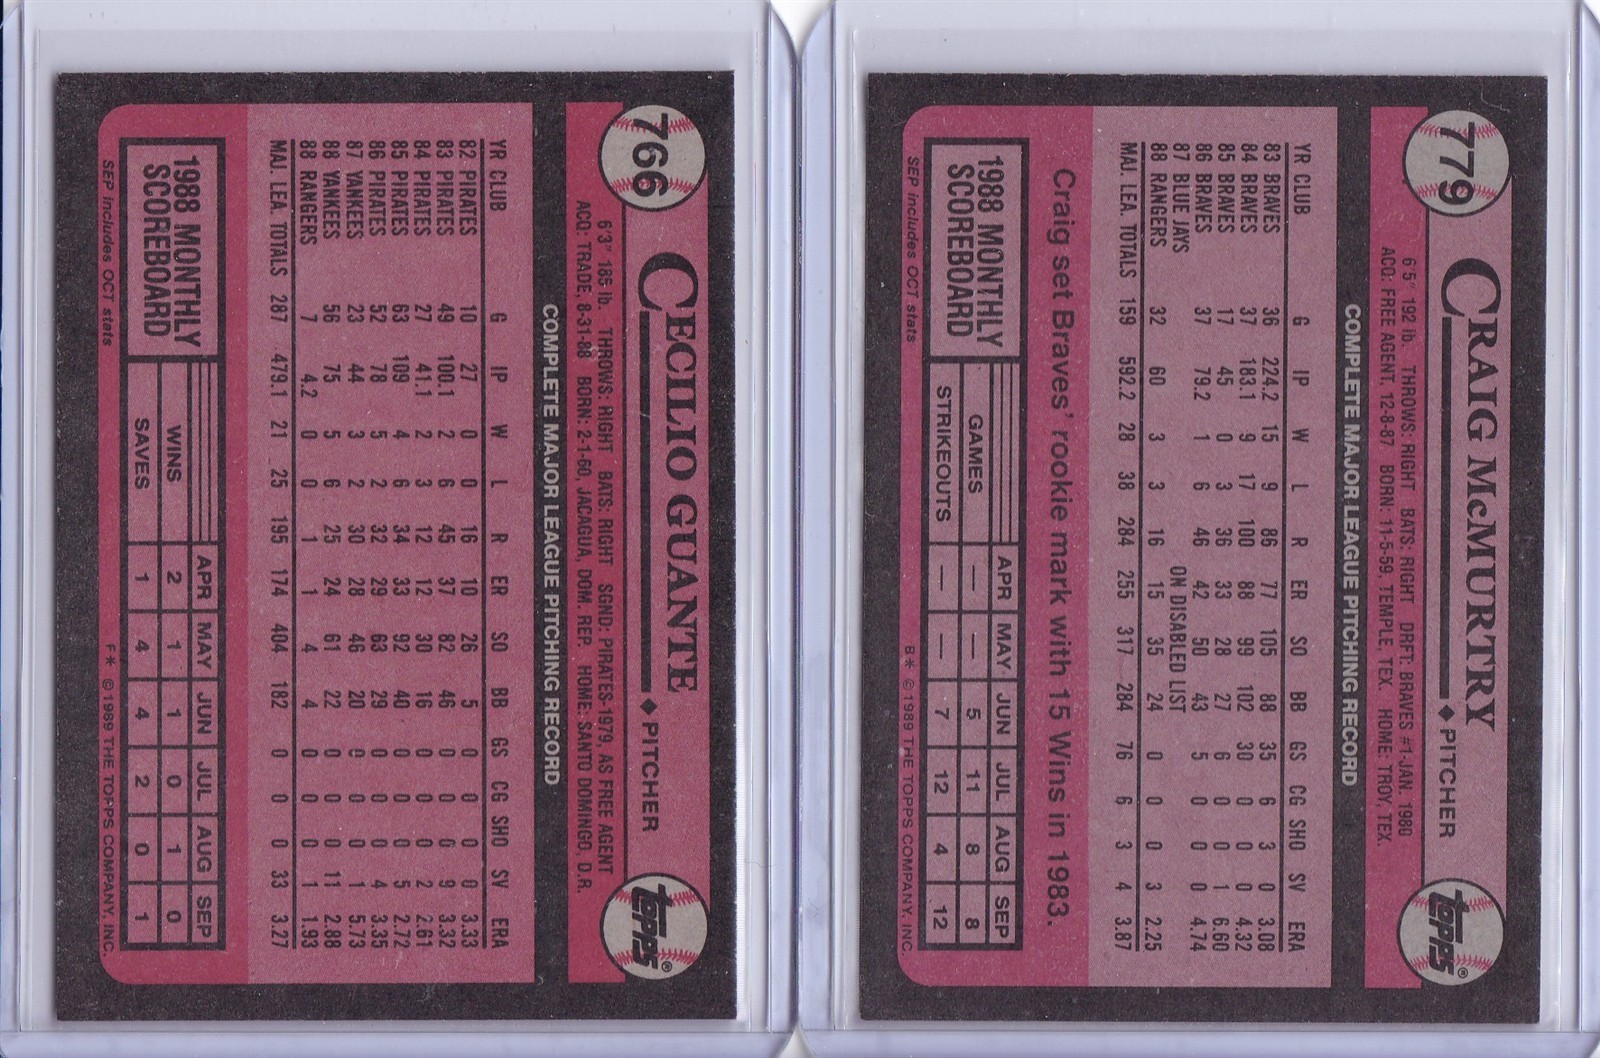 766
CECILIO GUANTE ♦ PITCHER
topps®
6'3" 185 lb. THROWS: RIGHT BATS: RIGHT SGND: PIRATES-1979, AS FREE AGENT
ACQ: TRADE, 8-31-88 BORN: 2-1-60, JACAGUA, DOM. REP. HOME: SANTO DOMINGO, D.R.
COMPLETE MAJOR LEAGUE PITCHING RECORD
YR CLUB G IP W L R ER SO BB GS CG SHO SV ERA
82 PIRATES 10 27 0 0 16 10 26 5 0 0 0 0 3.33
83 PIRATES 49 100.1 2 6 45 37 82 46 0 0 0 9 3.32
84 PIRATES 27 41.1 2 3 12 12 30 16 0 0 0 2 2.61
85 PIRATES 63 109 4 6 34 33 92 40 0 0 0 5 2.72
86 PIRATES 52 78 5 2 32 29 63 29 0 0 0 4 3.35
87 YANKEES 23 44 3 2 30 28 46 20 0 0 0 1 5.73
88 YANKEES 56 75 5 6 25 24 61 22 0 0 0 11 2.88
88 RANGERS 7 4.2 0 0 1 1 4 4 0 0 0 1 1.93
MAJ. LEA. TOTALS 287 479.1 21 25 195 174 404 182 0 0 0 33 3.27
1988 MONTHLY SCOREBOARD
APR MAY JUN JUL AUG SEP
WINS 2 1 1 0 1 0
SAVES 1 4 4 2 0 1
SEP includes OCT stats
F* ©1989 THE TOPPS COMPANY, INC.
779
CRAIG McMURTRY ♦ PITCHER
topps®
6'5" 192 lb. THROWS: RIGHT BATS: RIGHT DRFT: BRAVES #1-JAN. 1980
ACQ: FREE AGENT, 12-8-87 BORN: 11-5-59, TEMPLE, TEX. HOME: TROY, TEX.
COMPLETE MAJOR LEAGUE PITCHING RECORD
YR CLUB G IP W L R ER SO BB GS CG SHO SV ERA
83 BRAVES 36 224.2 15 9 86 77 105 88 35 6 3 0 3.08
84 BRAVES 37 183.1 9 17 100 88 99 102 30 0 0 0 4.32
85 BRAVES 17 45 0 3 36 33 28 27 6 0 0 1 6.60
86 BRAVES 37 79.2 1 6 46 42 50 43 5 0 0 0 4.74
87 BLUE JAYS ON DISABLED LIST
88 RANGERS 32 60 3 3 16 15 35 24 0 0 0 3 2.25
MAJ. LEA. TOTALS 159 592.2 28 38 284 255 317 284 76 6 3 4 3.87
Craig set Braves' rookie mark with 15 Wins in 1983.
1988 MONTHLY SCOREBOARD
APR MAY JUN JUL AUG SEP
GAMES — — 5 11 8 8
STRIKEOUTS — — 7 12 4 12
SEP includes OCT stats
B* ©1989 THE TOPPS COMPANY, INC.